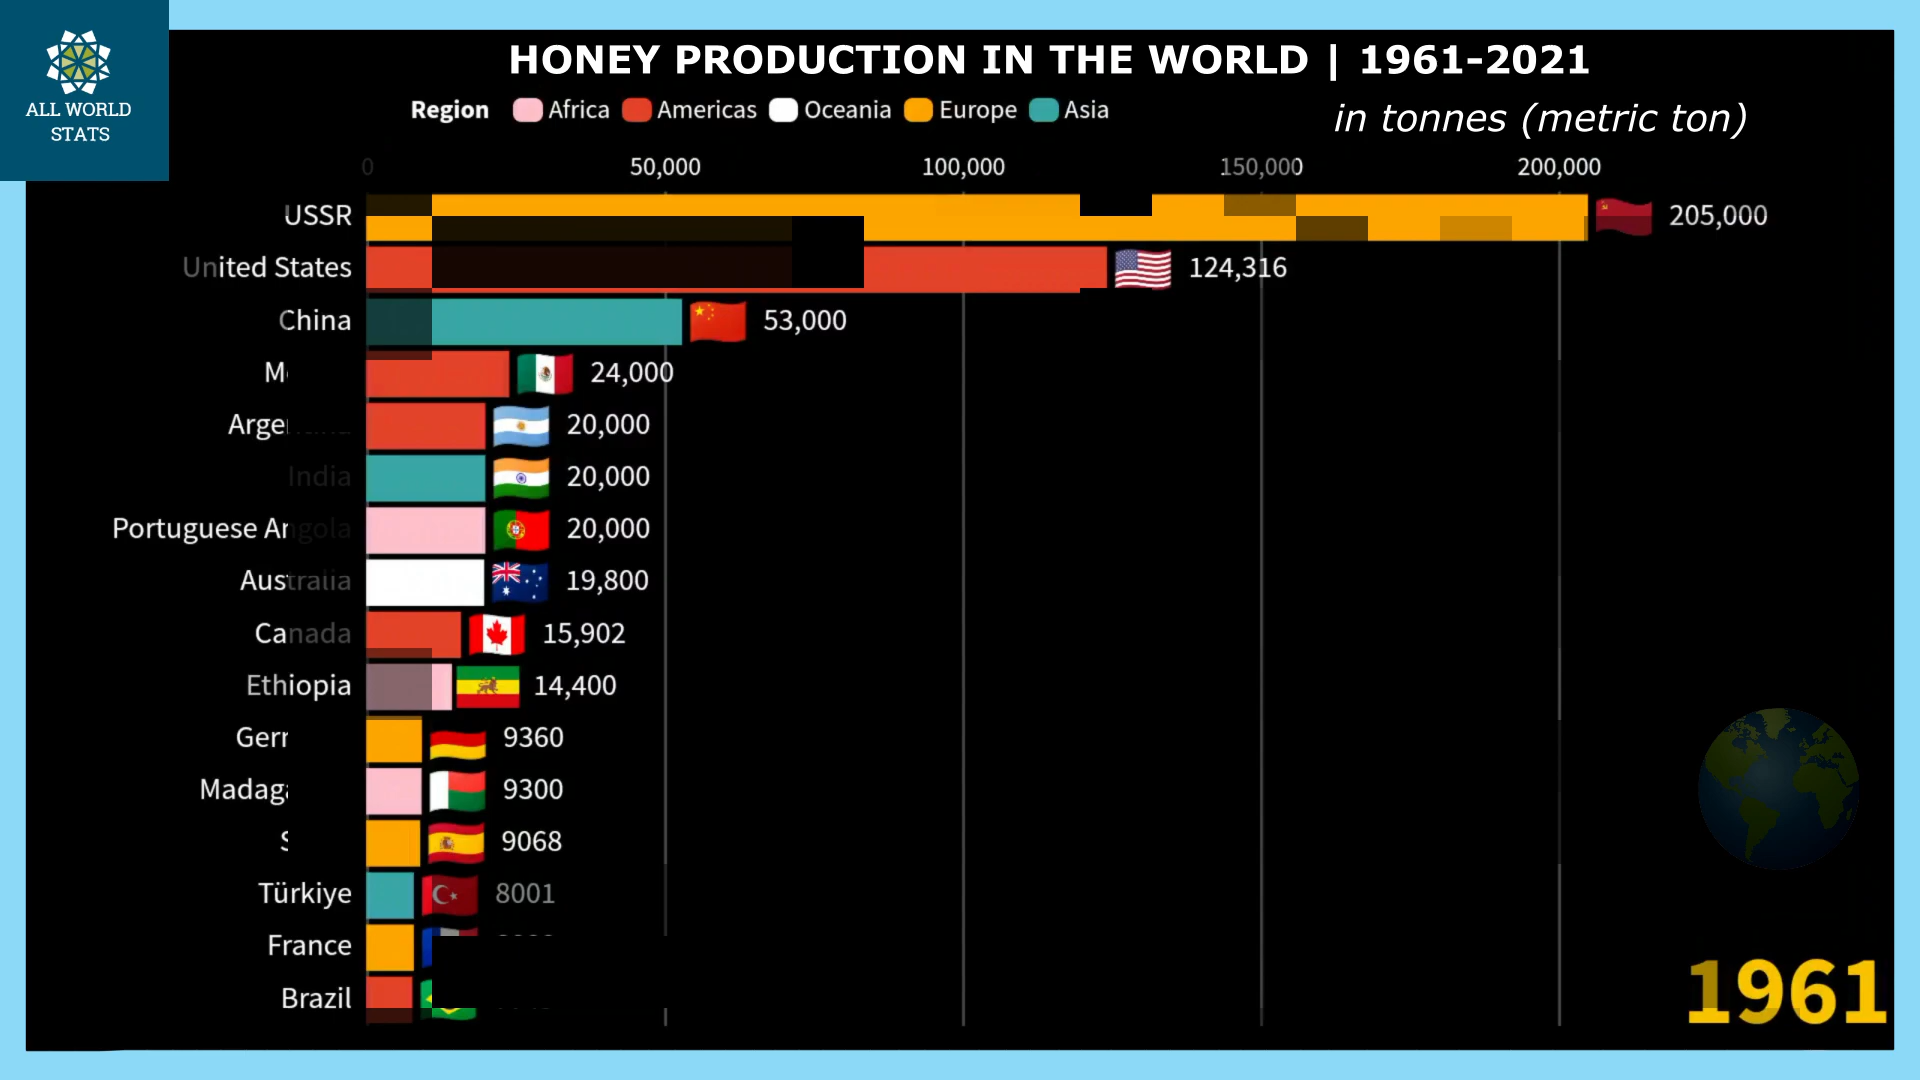 ALL WORLD
STATS
HONEY PRODUCTION IN THE WORLD | 1961-2021
Region Africa Americas Oceania Europe Asia
in tonnes (metric ton)
0 50,000 100,000 150,000 200,000
USSR 205,000
United States 124,316
China 53,000
24,000
20,000
India 20,000
Portuguese Angola 20,000
Australia 19,800
Canada 15,902
Ethiopia 14,400
9360
9300
9068
Türkiye 8001
France
Brazil
1961